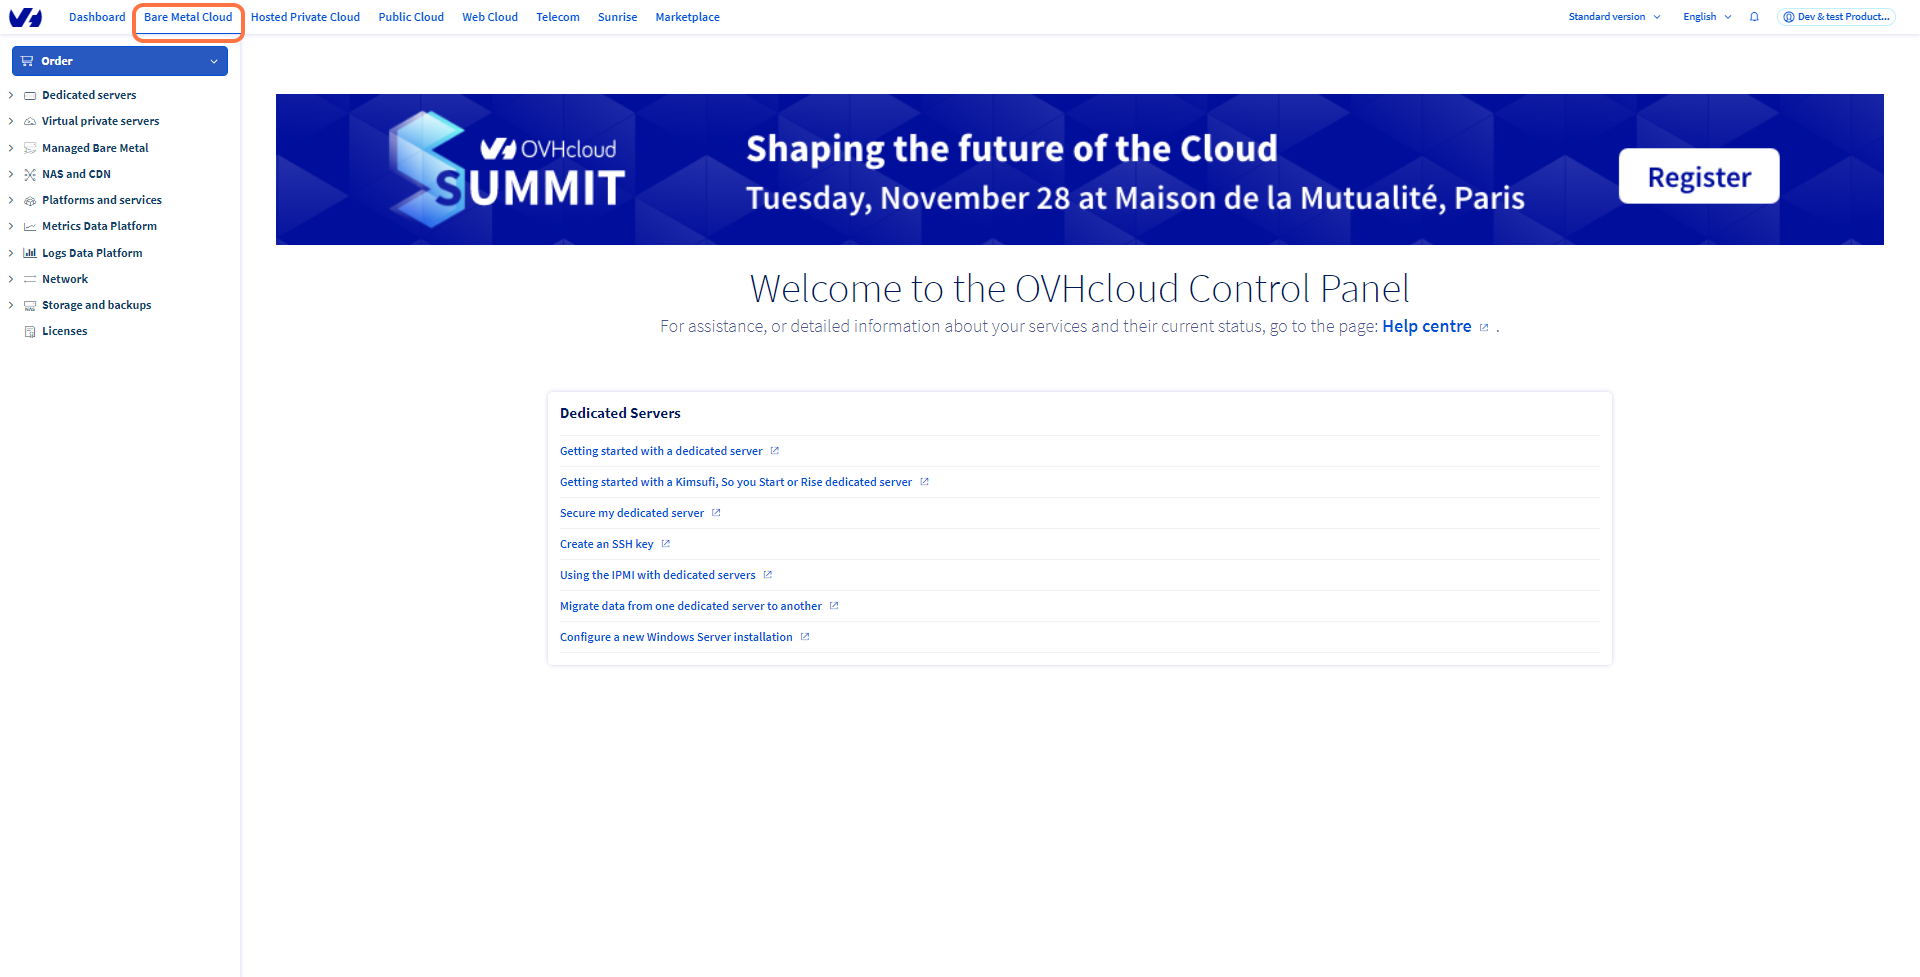 Dashboard Bare Metal Cloud Hosted Private Cloud Public Cloud Web Cloud Telecom Sunrise Marketplace Standard version English Dev & test Product...
Order
Dedicated servers
Virtual private servers
Managed Bare Metal
NAS and CDN
Platforms and services
Metrics Data Platform
Logs Data Platform
Network
Storage and backups
Licenses
OVHcloud
SUMMIT
Shaping the future of the Cloud
Tuesday, November 28 at Maison de la Mutualité, Paris
Register
Welcome to the OVHcloud Control Panel
For assistance, or detailed information about your services and their current status, go to the page: Help centre .
Dedicated Servers
Getting started with a dedicated server
Getting started with a Kimsufi, So you Start or Rise dedicated server
Secure my dedicated server
Create an SSH key
Using the IPMI with dedicated servers
Migrate data from one dedicated server to another
Configure a new Windows Server installation